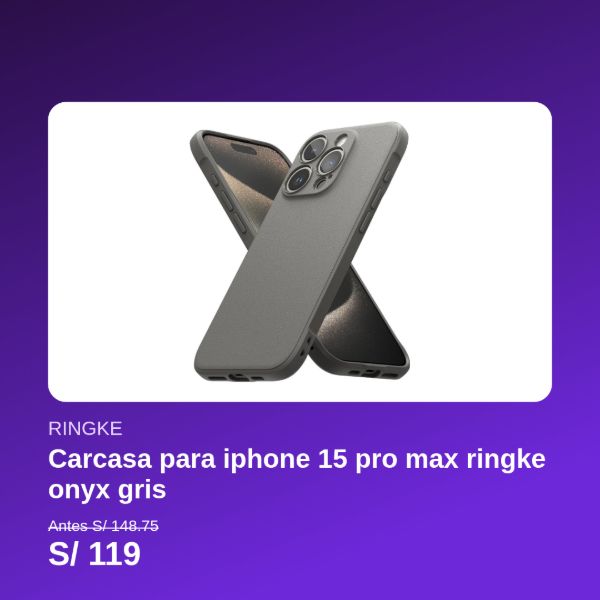 RINGKE
Carcasa para iphone 15 pro max ringke
onyx gris
Antes S/ 148.75
S/ 119